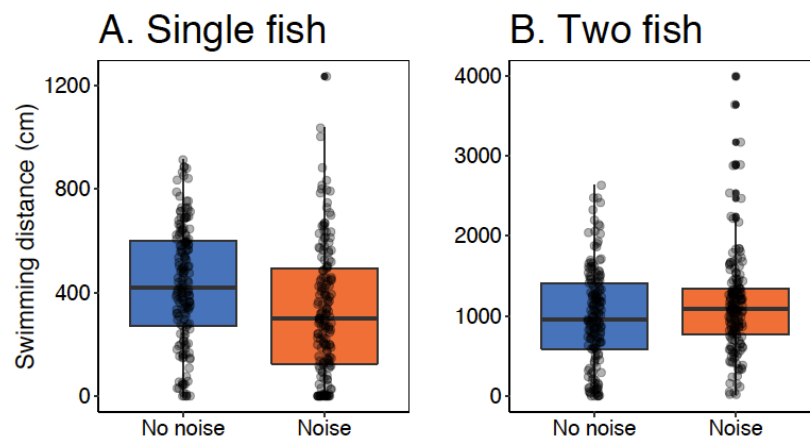 A. Single fish
B. Two fish
Swimming distance (cm)
1200
800
400
0
No noise
Noise
4000
3000
2000
1000
0
No noise
Noise